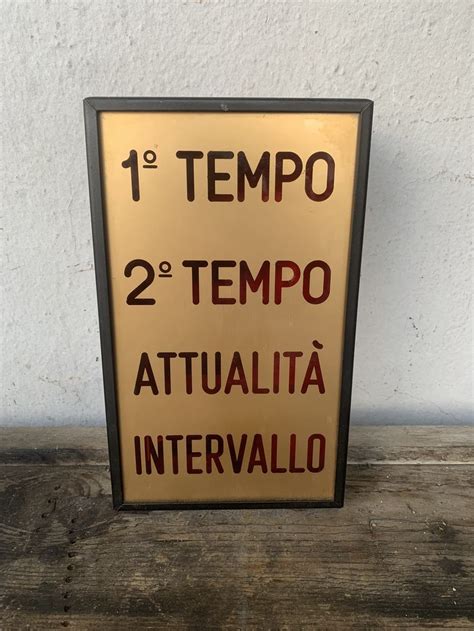 1º TEMPO
2º TEMPO
ATTUALITÀ
INTERVALLO